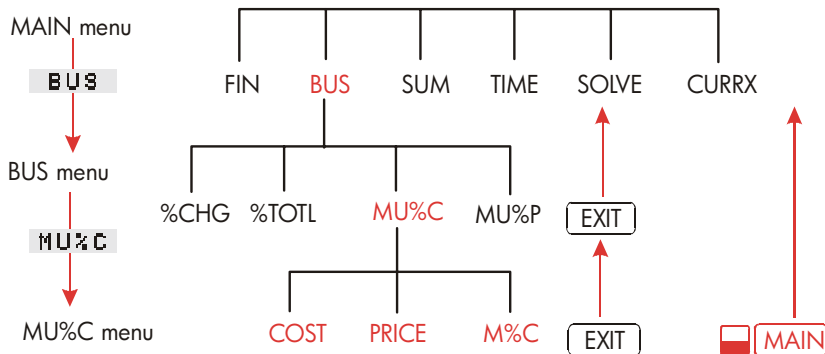 MAIN menu
BUS
FIN BUS SUM TIME SOLVE CURRX
BUS menu
%CHG %TOTL MU%C MU%P EXIT
MU%C
MU%C menu
COST PRICE M%C EXIT MAIN